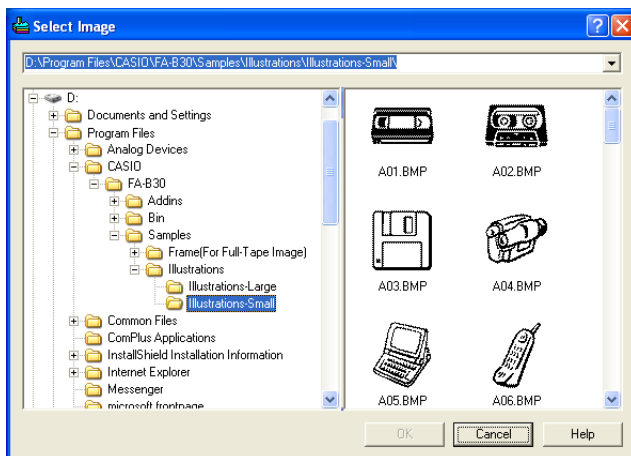 Select Image
D:\Program Files\CASIO\FA-B30\Samples\Illustrations\Illustrations-Small\
D:
Documents and Settings
Program Files
Analog Devices
CASIO
FA-B30
Addins
Bin
Samples
Frame(For Full-Tape Image)
Illustrations
Illustrations-Large
Illustrations-Small
Common Files
ComPlus Applications
InstallShield Installation Information
Internet Explorer
Messenger
microsoft frontpage
A01.BMP
A02.BMP
A03.BMP
A04.BMP
A05.BMP
A06.BMP
OK
Cancel
Help